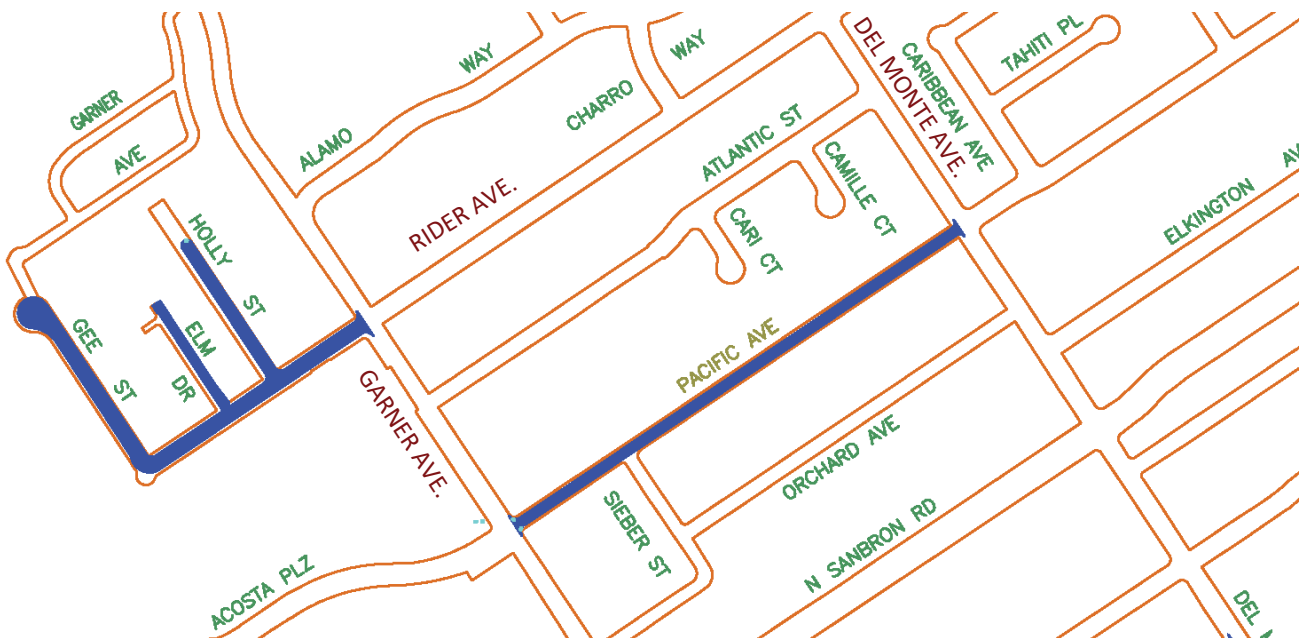 GARNER
AVE
ALAMO
WAY
CHARRO
WAY
DEL MONTE AVE.
CARIBBEAN AVE
TAHITI PL
RIDER AVE.
ATLANTIC ST
CAMILLE CT
CARI CT
ELKINGTON
AV
HOLLY
ST
GEE
ST
ELM
DR
GARNER AVE.
PACIFIC AVE
ORCHARD AVE
SIEBER ST
N SANBRON RD
ACOSTA PLZ
DEL